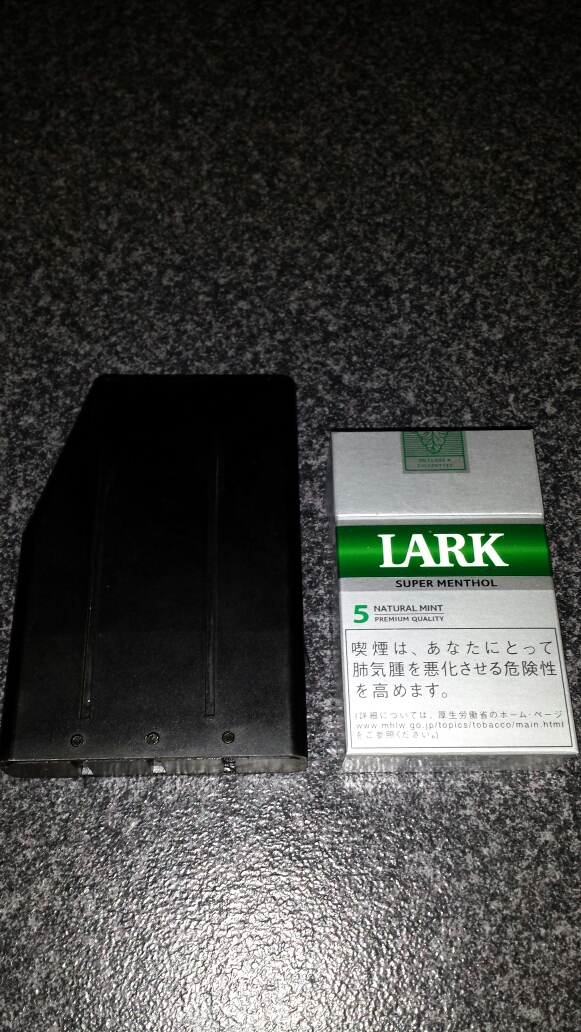 LARK
SUPER MENTHOL
5 NATURAL MINT
PREMIUM QUALITY
喫煙は、あなたにとって
肺気腫を悪化させる危険性
を高めます。
(詳細については、厚生労働省のホーム・ページ
www.mhlw.go.jp/topics/tobacco/main.html
をご参照ください。)